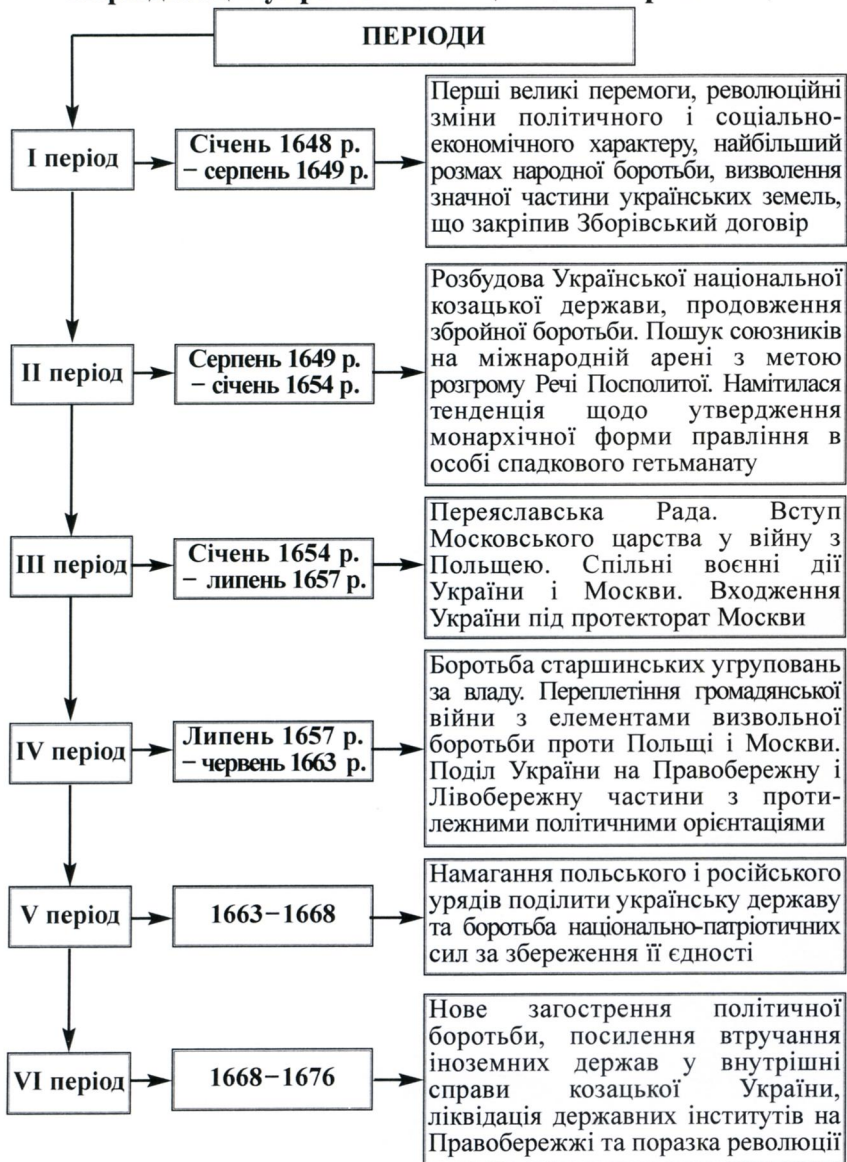 ПЕРІОДИ
І період
Січень 1648 р.
– серпень 1649 р.
Перші великі перемоги, революційні
зміни політичного і соціально-
економічного характеру, найбільший
розмах народної боротьби, визволення
значної частини українських земель,
що закріпив Зборівський договір
ІІ період
Серпень 1649 р.
– січень 1654 р.
Розбудова Української національної
козацької держави, продовження
збройної боротьби. Пошук союзників
на міжнародній арені з метою
розгрому Речі Посполитої. Намітилася
тенденція щодо утвердження
монархічної форми правління в
особі спадкового гетьманату
ІІІ період
Січень 1654 р.
– липень 1657 р.
Переяславська Рада. Вступ
Московського царства у війну з
Польщею. Спільні воєнні дії
України і Москви. Входження
України під протекторат Москви
IV період
Липень 1657 р.
– червень 1663 р.
Боротьба старшинських угруповань
за владу. Переплетіння громадянської
війни з елементами визвольної
боротьби проти Польщі і Москви.
Поділ України на Правобережну і
Лівобережну частини з проти-
лежними політичними орієнтаціями
V період
1663–1668
Намагання польського і російського
урядів поділити українську державу
та боротьба національно-патріотичних
сил за збереження її єдності
VI період
1668–1676
Нове загострення політичної
боротьби, посилення втручання
іноземних держав у внутрішні
справи козацької України,
ліквідація державних інститутів на
Правобережжі та поразка революції